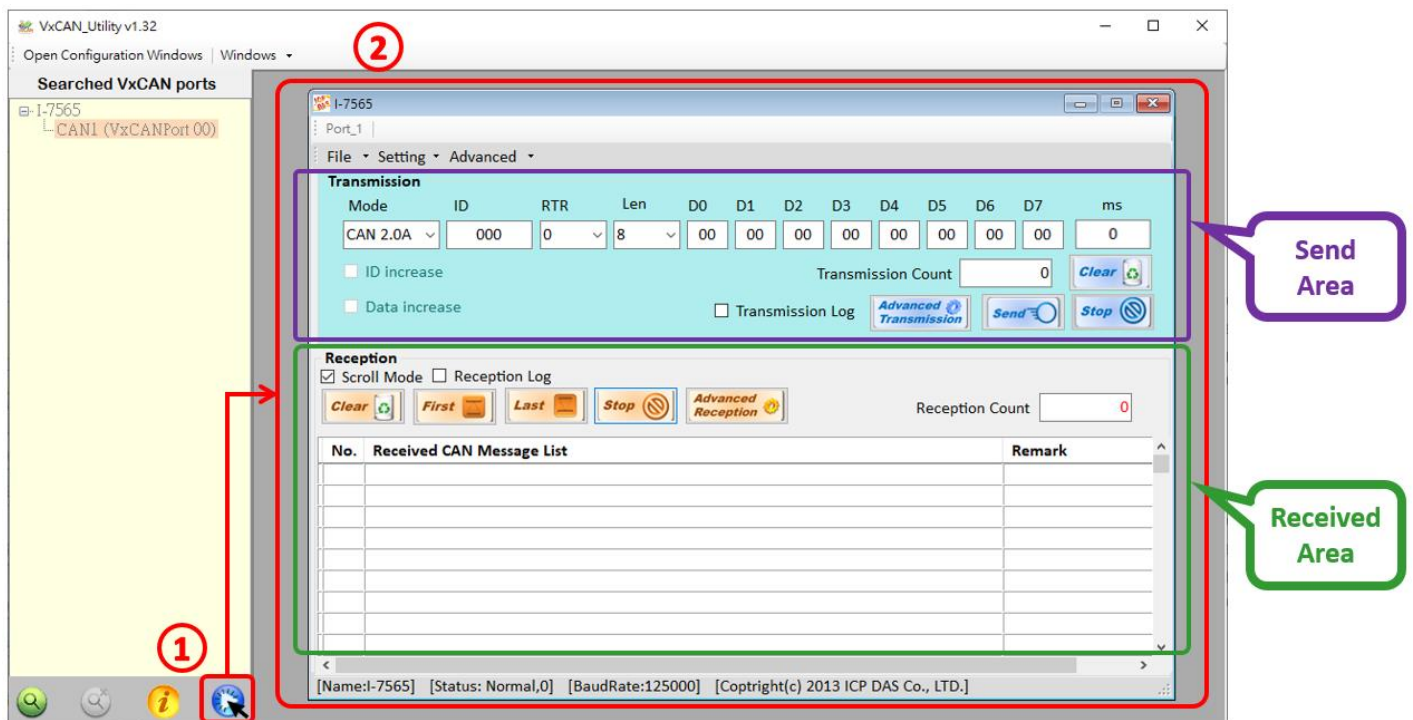 VxCAN_Utility v1.32
Open Configuration Windows Windows
②
Searched VxCAN ports
I-7565
CAN1 (VxCANPort 00)
I-7565
Port_1
File Setting Advanced
Transmission
Mode ID RTR Len D0 D1 D2 D3 D4 D5 D6 D7 ms
CAN 2.0A 000 0 8 00 00 00 00 00 00 00 00 0
ID increase Transmission Count 0 Clear
Data increase Transmission Log Advanced Transmission Send Stop
Send
Area
Reception
Scroll Mode Reception Log
Clear First Last Stop Advanced Reception Reception Count 0
No. Received CAN Message List Remark
Received
Area
①
[Name:I-7565] [Status: Normal,0] [BaudRate:125000] [Coptright(c) 2013 ICP DAS Co., LTD.]